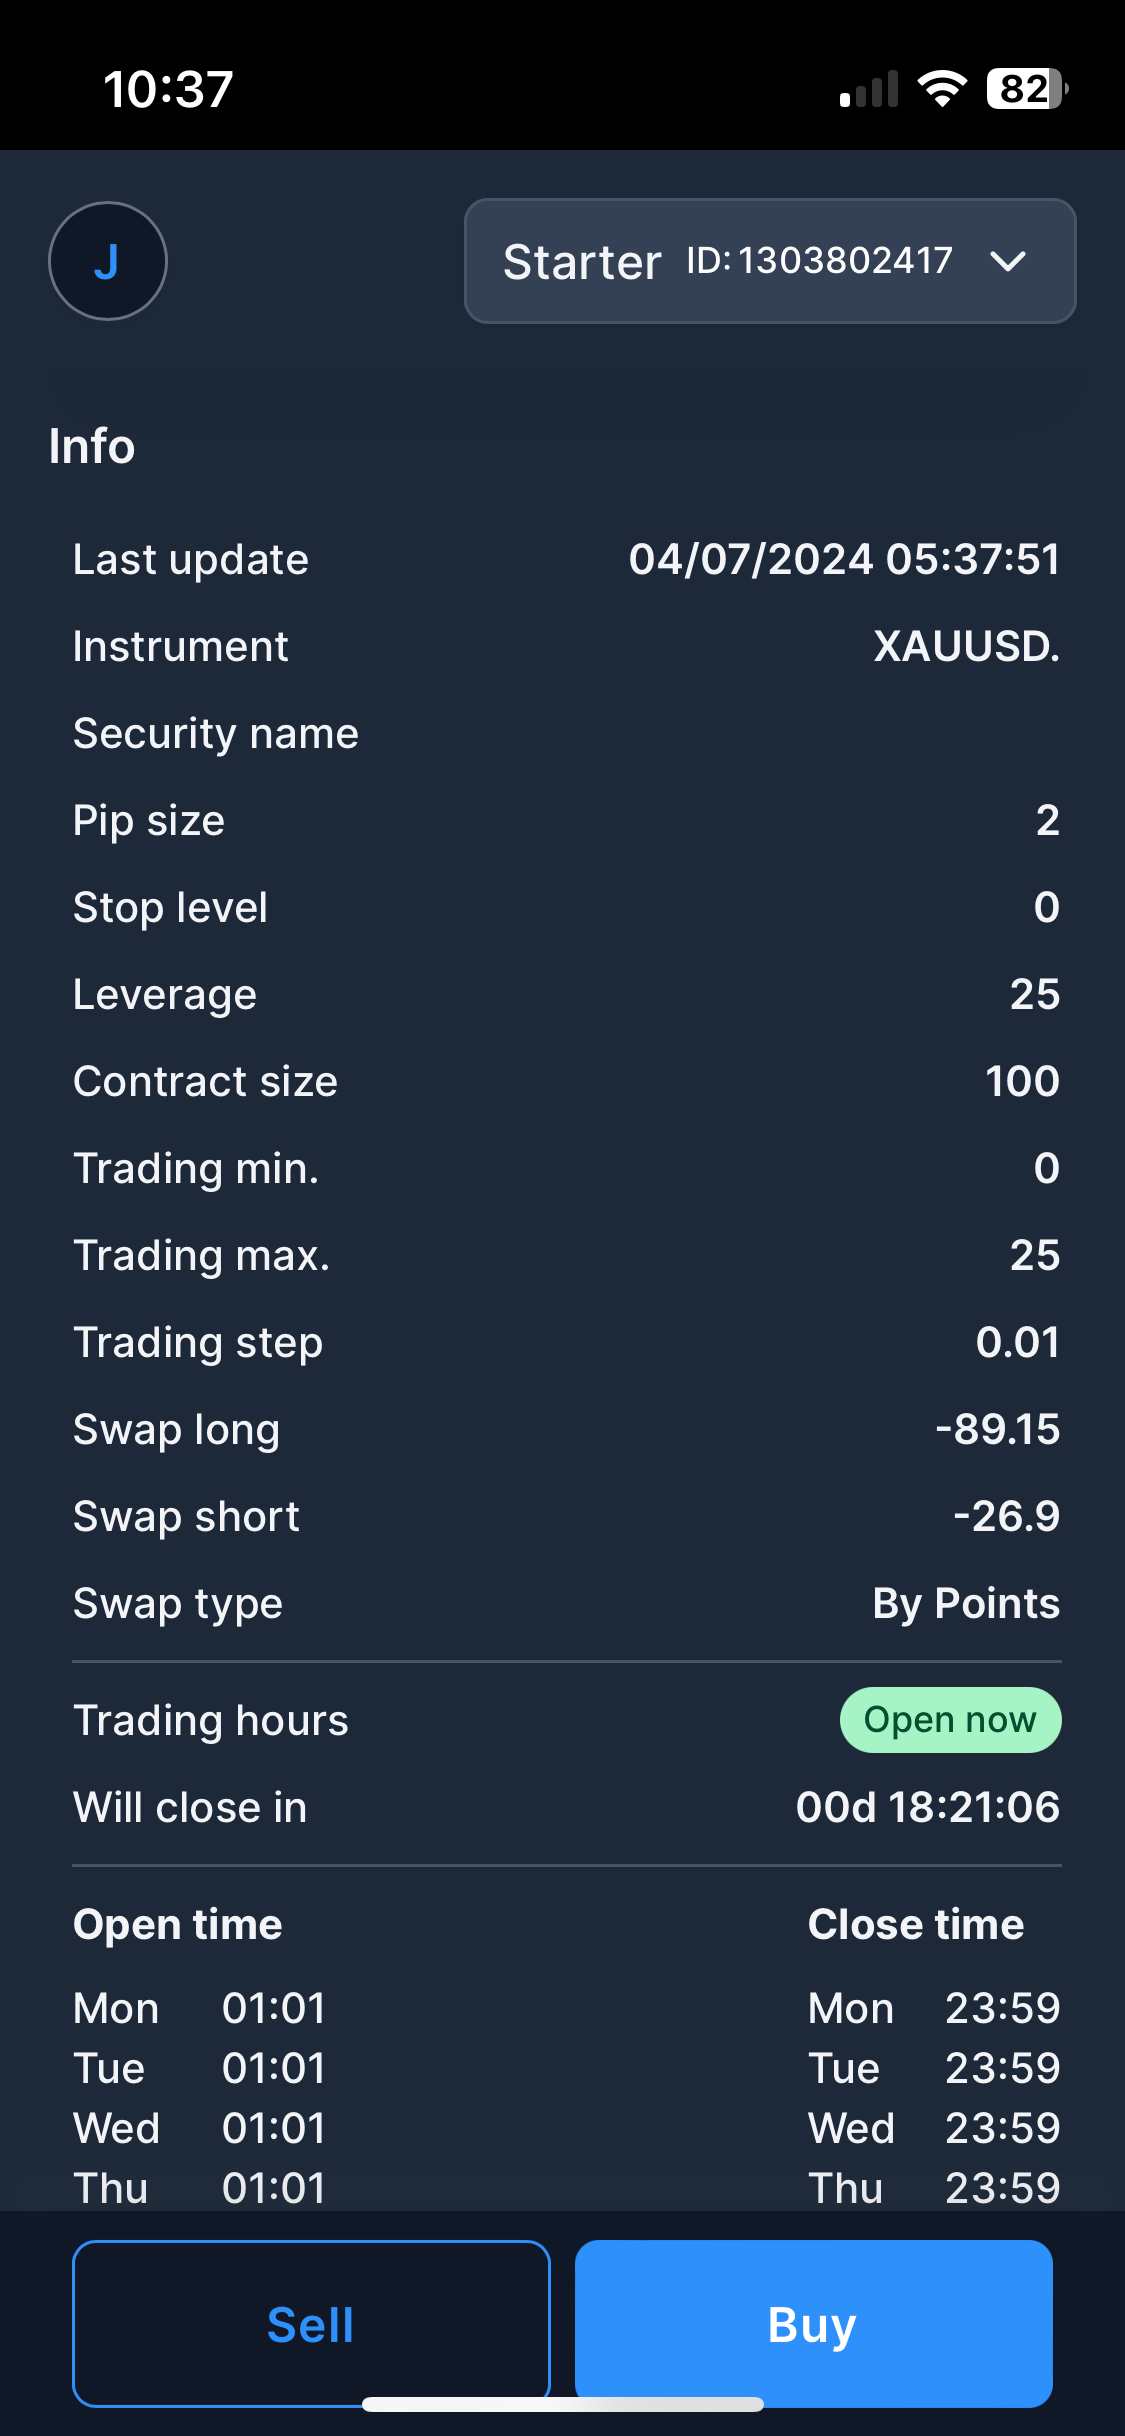 10:37
82
J
Starter ID: 1303802417
Info
Last update 04/07/2024 05:37:51
Instrument XAUUSD.
Security name
Pip size 2
Stop level 0
Leverage 25
Contract size 100
Trading min. 0
Trading max. 25
Trading step 0.01
Swap long -89.15
Swap short -26.9
Swap type By Points
Trading hours Open now
Will close in 00d 18:21:06
Open time Close time
Mon 01:01 Mon 23:59
Tue 01:01 Tue 23:59
Wed 01:01 Wed 23:59
Thu 01:01 Thu 23:59
Sell Buy